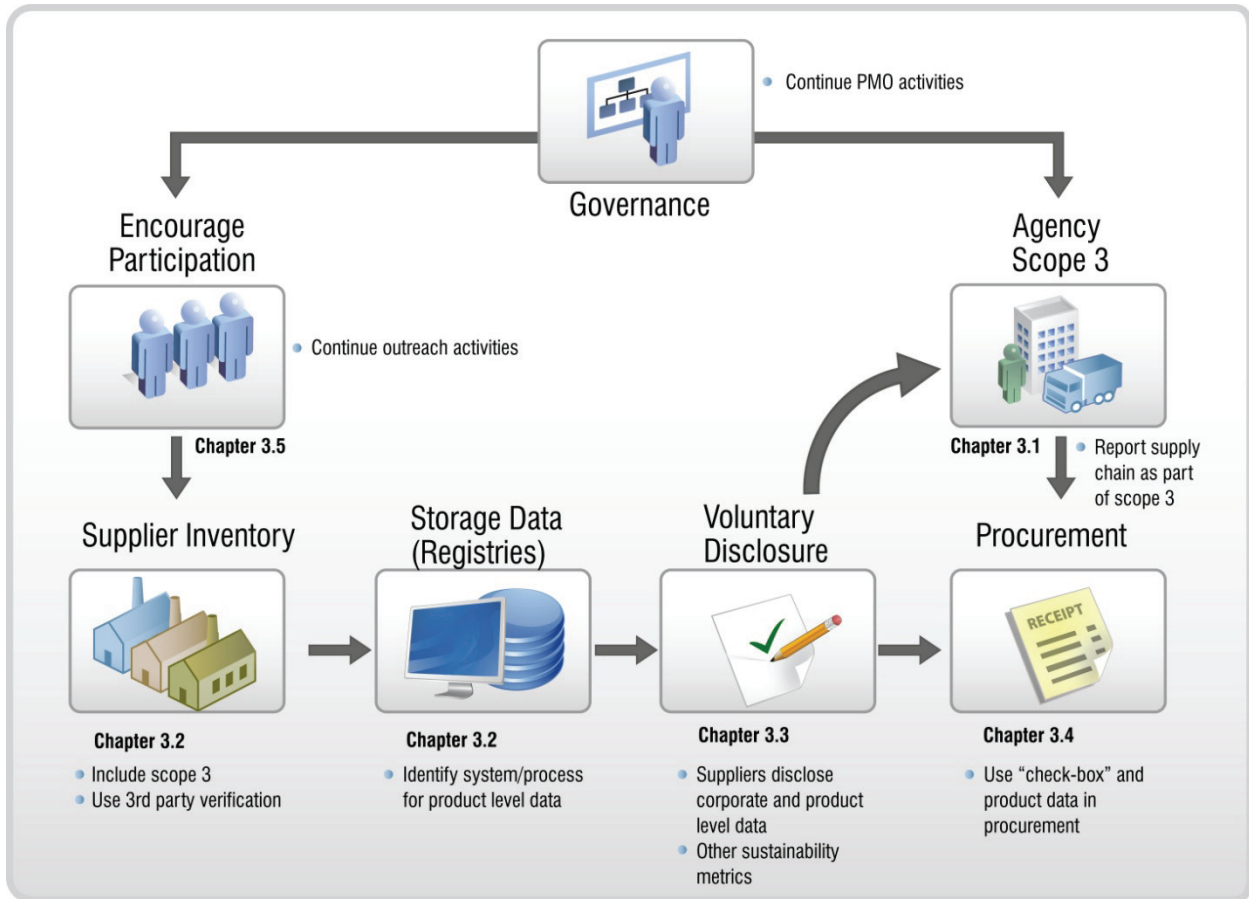 Continue PMO activities
Governance
Encourage
Participation
Continue outreach activities
Chapter 3.5
Agency
Scope 3
Chapter 3.1
Report supply
chain as part
of scope 3
Supplier Inventory
Chapter 3.2
Include scope 3
Use 3rd party verification
Storage Data
(Registries)
Chapter 3.2
Identify system/process
for product level data
Voluntary
Disclosure
Chapter 3.3
Suppliers disclose
corporate and product
level data
Other sustainability
metrics
Procurement
RECEIPT
Chapter 3.4
Use “check-box” and
product data in
procurement